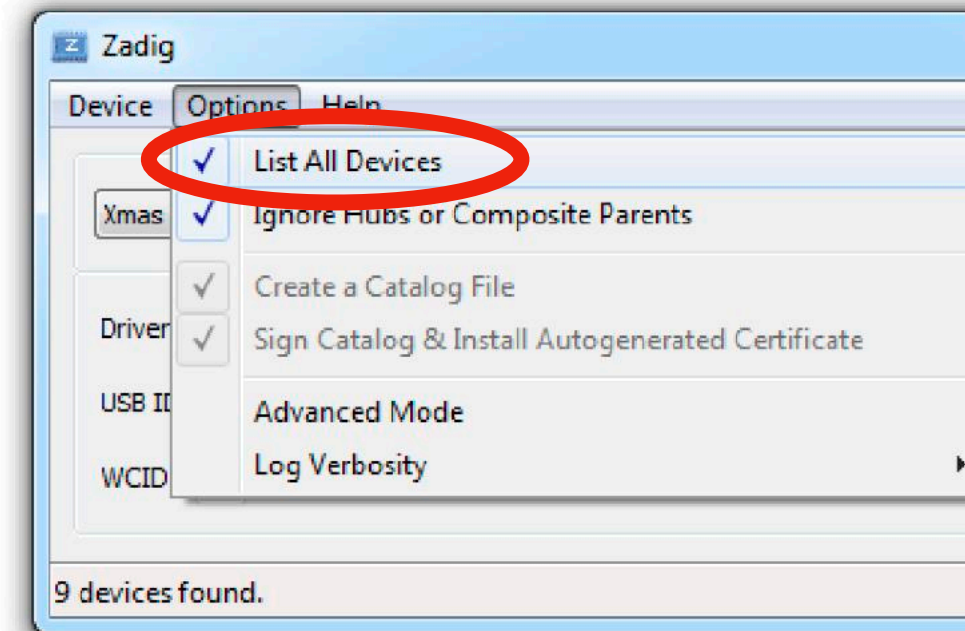 Zadig
Device Options Help
List All Devices
Xmas
Ignore Hubs or Composite Parents
Create a Catalog File
Driver
Sign Catalog & Install Autogenerated Certificate
USB ID
Advanced Mode
WCID
Log Verbosity
9 devices found.